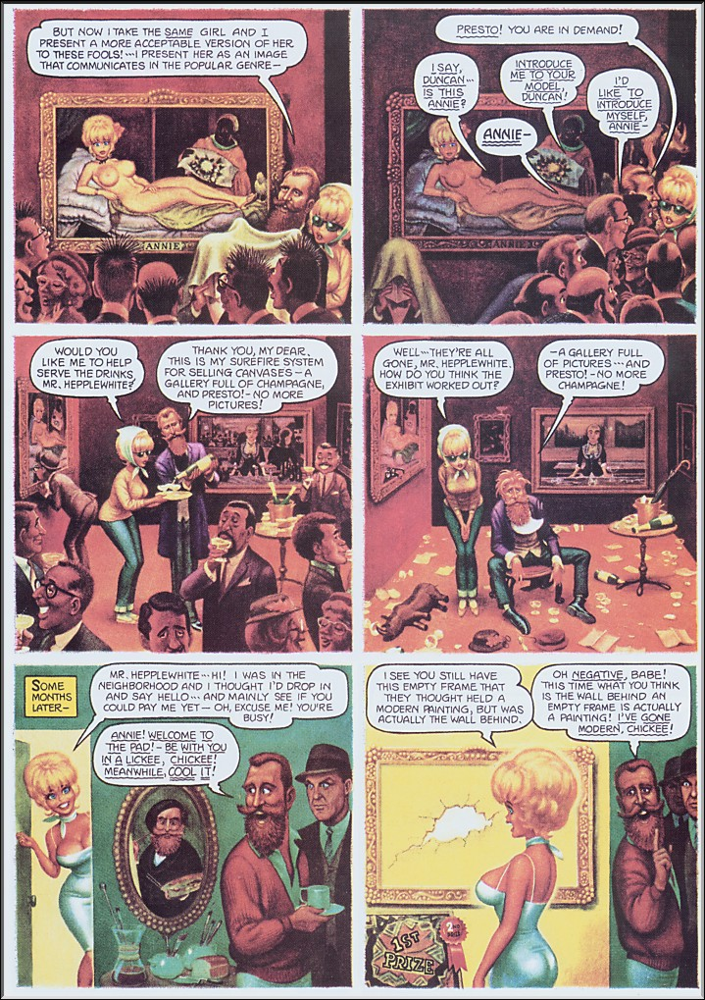 BUT NOW I TAKE THE SAME GIRL AND I
PRESENT A MORE ACCEPTABLE VERSION OF HER
TO THESE FOOLS! ··· I PRESENT HER AS AN IMAGE
THAT COMMUNICATES IN THE POPULAR GENRE—
ANNIE
PRESTO! YOU ARE IN DEMAND!
I SAY,
DUNCAN···
IS THIS
ANNIE?
INTRODUCE
ME TO YOUR
MODEL,
DUNCAN!
ANNIE—
I'D
LIKE TO
INTRODUCE
MYSELF,
ANNIE—
ANNIE
WOULD YOU
LIKE ME TO HELP
SERVE THE DRINKS,
MR. HEPPLEWHITE?
THANK YOU, MY DEAR.
THIS IS MY SUREFIRE SYSTEM
FOR SELLING CANVASES — A
GALLERY FULL OF CHAMPAGNE,
AND PRESTO! - NO MORE
PICTURES!
WELL···THEY'RE ALL
GONE, MR. HEPPLEWHITE.
HOW DO YOU THINK THE
EXHIBIT WORKED OUT?
—A GALLERY FULL
OF PICTURES ··· AND
PRESTO! - NO MORE
CHAMPAGNE!
SOME
MONTHS
LATER—
MR. HEPPLEWHITE ··· HI! I WAS IN THE
NEIGHBORHOOD AND I THOUGHT I'D DROP IN
AND SAY HELLO ··· AND MAINLY SEE IF YOU
COULD PAY ME YET — OH, EXCUSE ME! YOU'RE
BUSY!
ANNIE! WELCOME TO
THE PAD! - BE WITH YOU
IN A LICKEE, CHICKEE!
MEANWHILE, COOL IT!
I SEE YOU STILL HAVE
THIS EMPTY FRAME THAT
THEY THOUGHT HELD A
MODERN PAINTING, BUT WAS
ACTUALLY THE WALL BEHIND.
OH NEGATIVE, BABE!
THIS TIME WHAT YOU THINK
IS THE WALL BEHIND AN
EMPTY FRAME IS ACTUALLY
A PAINTING! I'VE GONE
MODERN, CHICKEE!
1ST
PRIZE
2ND
PRIZE